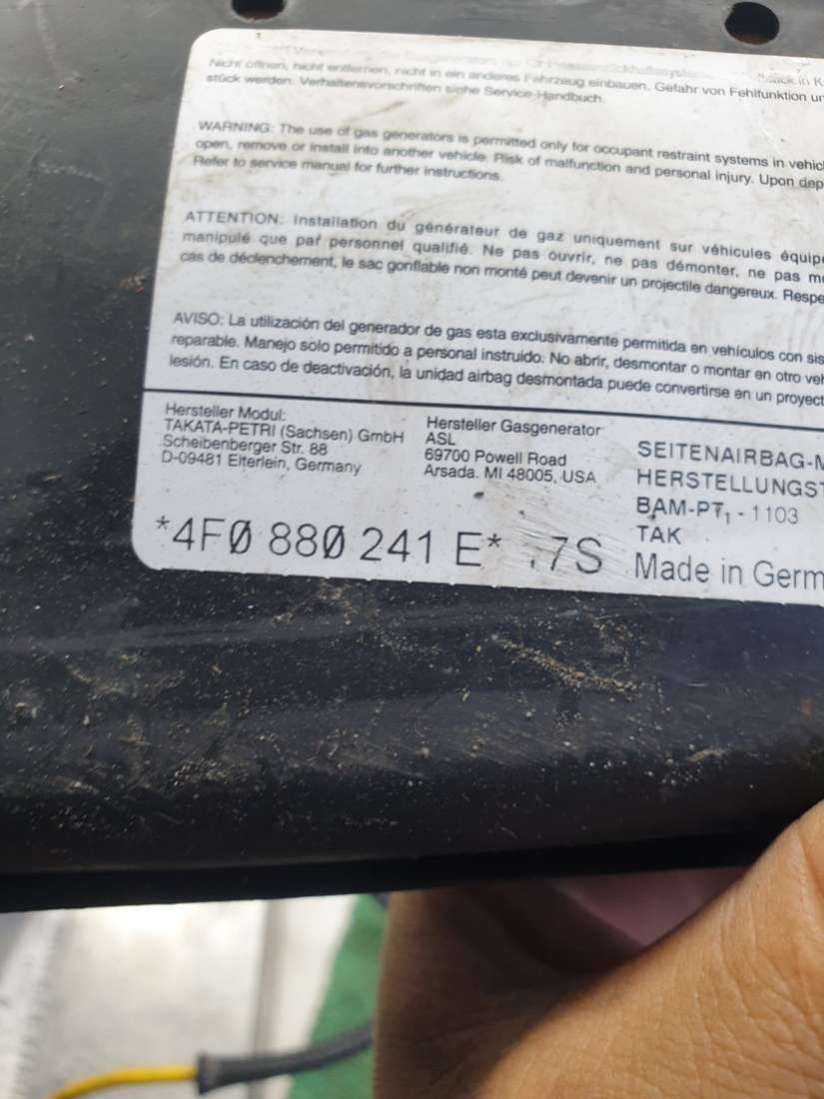 Nicht öffnen, nicht entfernen, nicht in ein anderes Fahrzeug einbauen. Gefahr von Fehlfunktion
stück werden. Verhaltensvorschriften siehe Service-Handbuch.
WARNING: The use of gas generators is permitted only for occupant restraint systems in
open, remove or install into another vehicle. Risk of malfunction and personal injury. Upon
Refer to service manual for further instructions.
ATTENTION: Installation du générateur de gaz uniquement sur véhicules
manipulé que par personnel qualifié. Ne pas ouvrir, ne pas démonter, ne pas
cas de déclenchement, le sac gonflable non monté peut devenir un projectile dangereux.
AVISO: La utilización del generador de gas esta exclusivamente permitida en vehículos con
reparable. Manejo solo permitido a personal instruido. No abrir, desmontar o montar en otro
lesión. En caso de deactivación, la unidad airbag desmontada puede convertirse en un
Hersteller Modul:
TAKATA-PETRI (Sachsen) GmbH
Scheibenberger Str. 88
D-09481 Elterlein, Germany
Hersteller Gasgenerator
ASL
69700 Powell Road
Arsada. MI 48005, USA
SEITENAIRBAG-M
HERSTELLUNGST
BAM-PT₁ - 1103
TAK
Made in Germ
*4F0 880 241 E* 7S